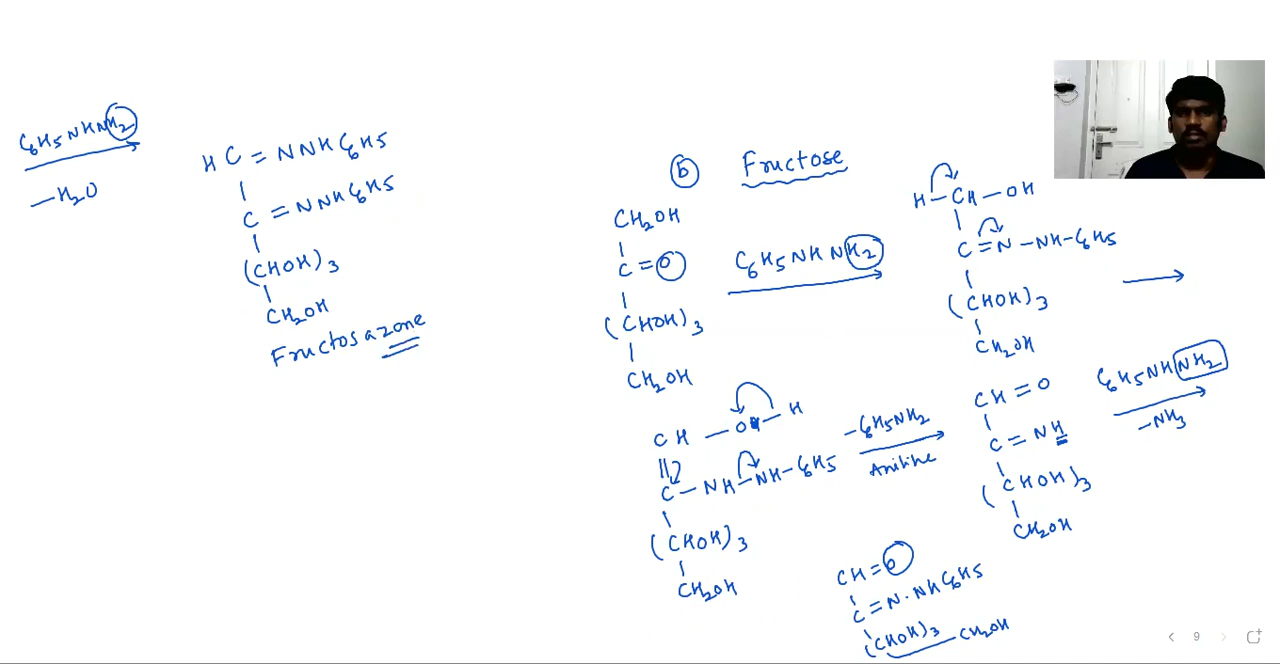 C6H5NHNH2
-H2O
HC=NNHC6H5
C=NNHC6H5
(CHOH)3
CH2OH
Fructosazone
b Fructose
CH2OH
C=O
(CHOH)3
CH2OH
C6H5NHNH2
H-CH-OH
C=N-NH-C6H5
(CHOH)3
CH2OH
CH-O-H
C-NH-NH-C6H5
(CHOH)3
CH2OH
-C6H5NH2
Aniline
CH=O
C=NH
(CHOH)3
CH2OH
C6H5NHNH2
-NH3
CH=O
C=N.NHC6H5
(CHOH)3-CH2OH
9